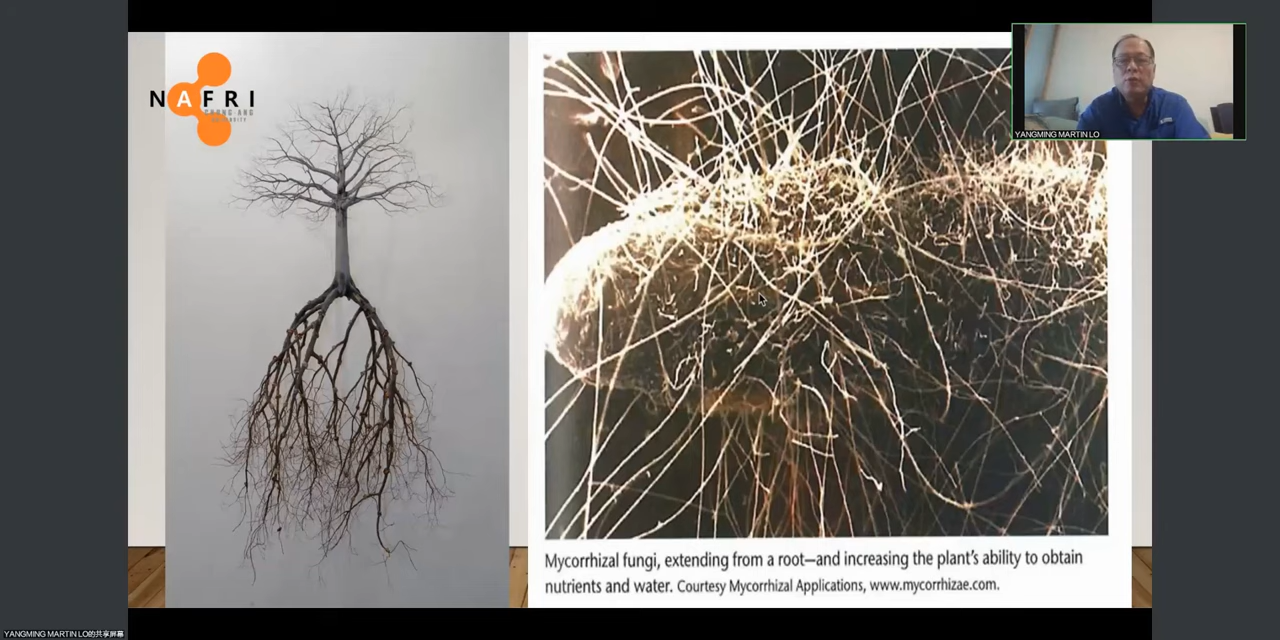 NAFRI
YANGMING MARTIN LO
Mycorrhizal fungi, extending from a root—and increasing the plant's ability to obtain
nutrients and water. Courtesy Mycorrhizal Applications, www.mycorrhizae.com.
YANGMING MARTIN LO的共享屏幕